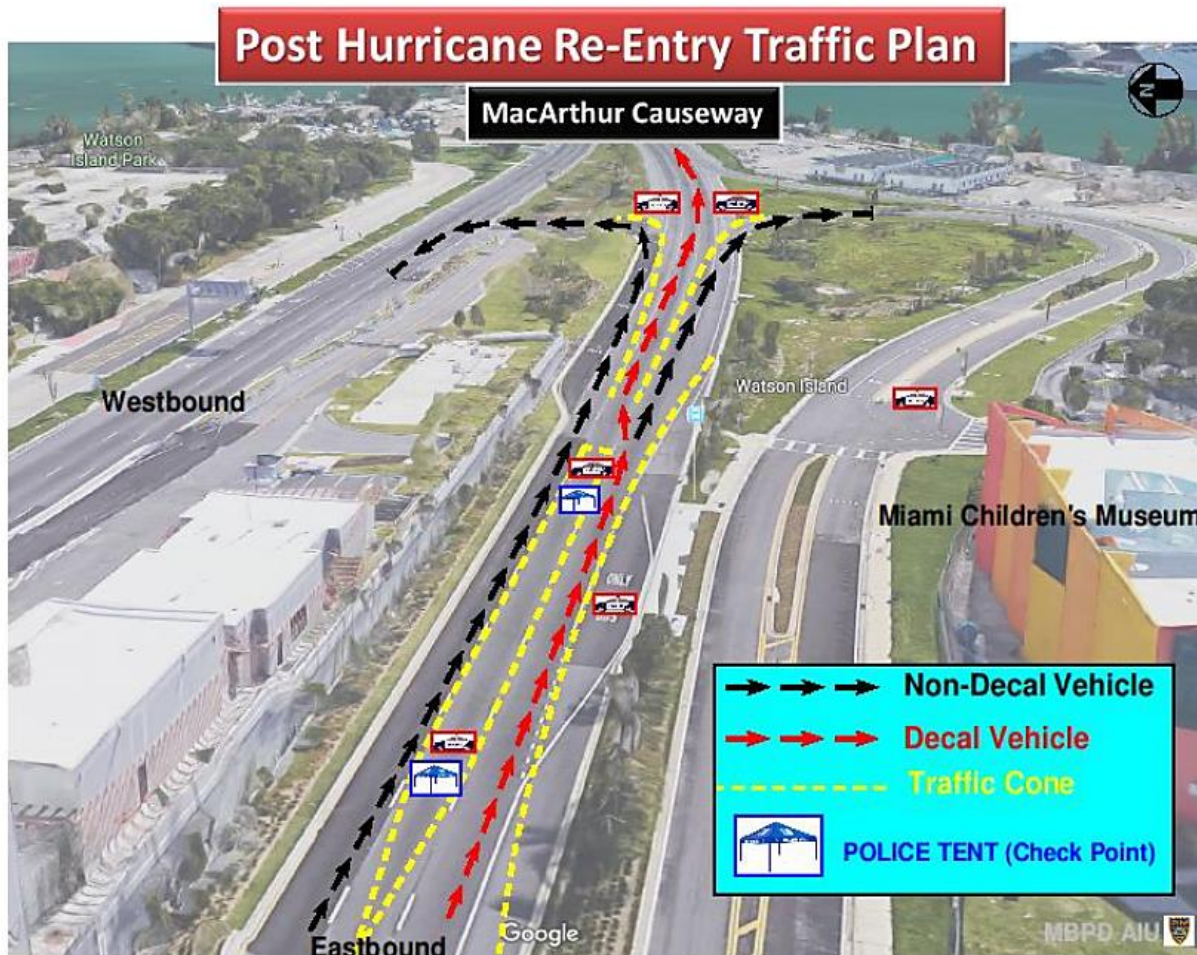 Post Hurricane Re-Entry Traffic Plan
MacArthur Causeway
N
Watson
Island Park
Westbound
Watson Island
Miami Children's Museum
ONLY
Non-Decal Vehicle
Decal Vehicle
Traffic Cone
POLICE TENT (Check Point)
Eastbound
Google
MBPD AIU